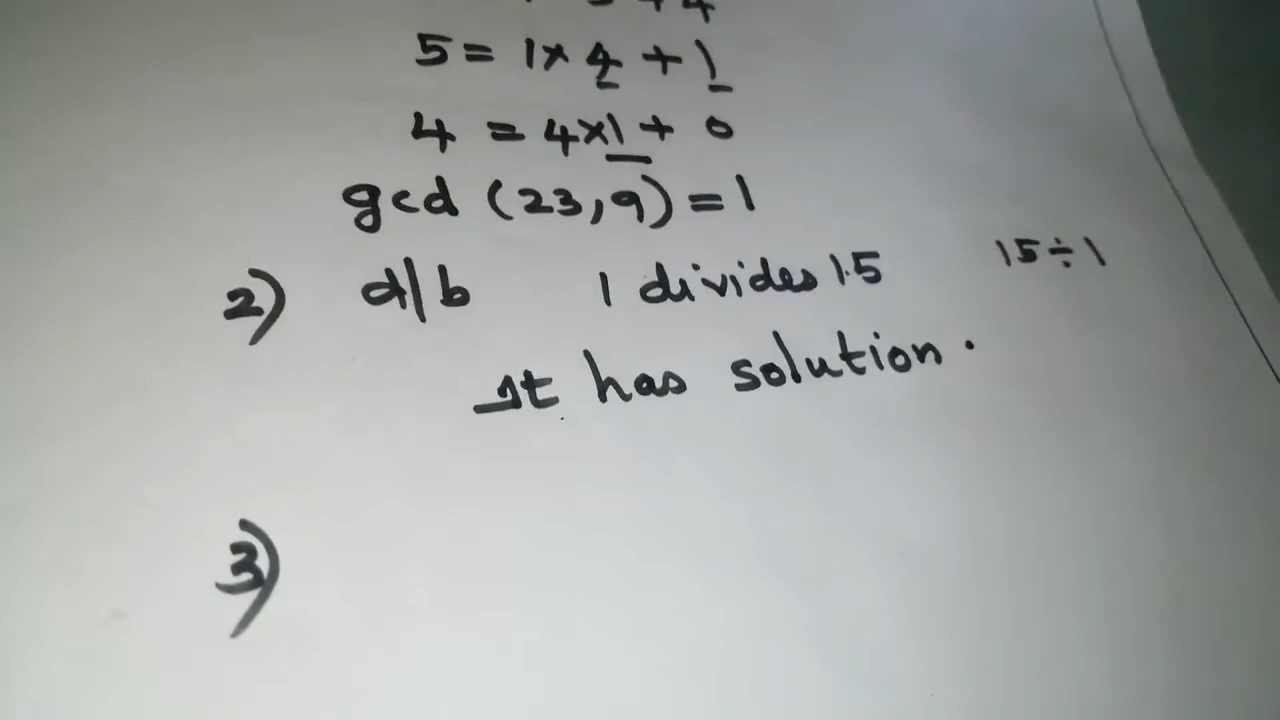 +4
5 = 1 × 4 + 1
4 = 4×1 + 0
gcd (23,9) = 1
2) d/b 1 divides 15 15÷1
It has solution.
3)